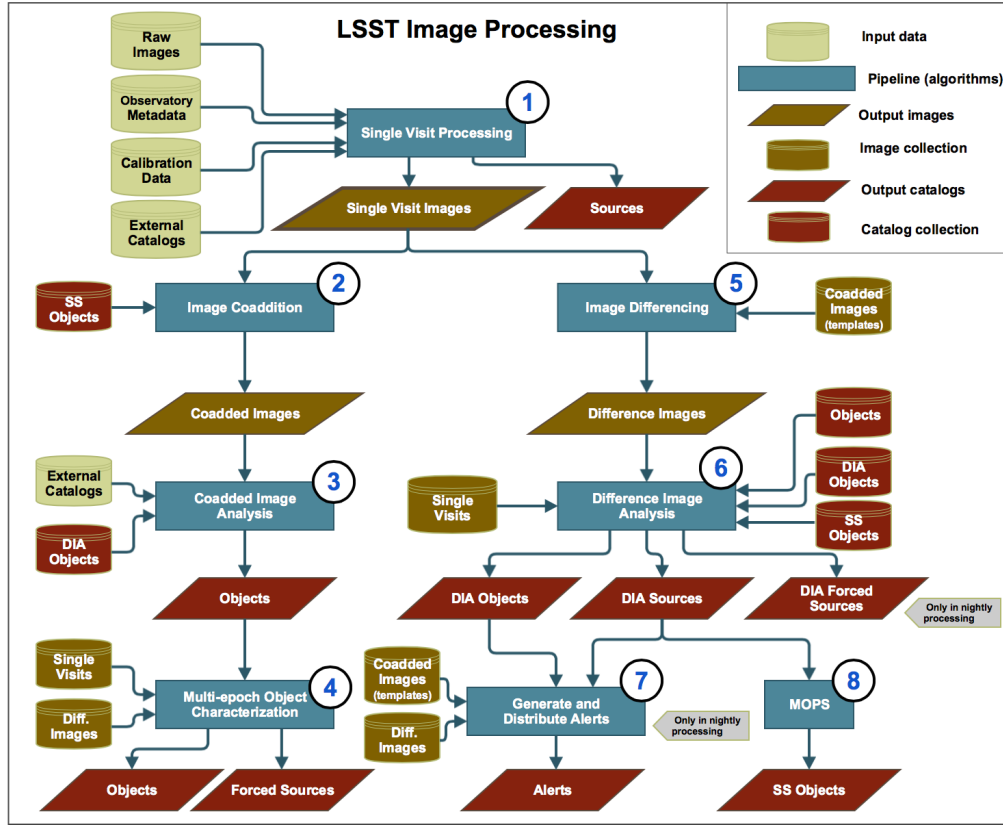 LSST Image Processing
Raw
Images
Observatory
Metadata
Calibration
Data
External
Catalogs
1
Single Visit Processing
Single Visit Images
Sources
Input data
Pipeline (algorithms)
Output images
Image collection
Output catalogs
Catalog collection
SS
Objects
2
Image Coaddition
5
Image Differencing
Coadded
Images
(templates)
Coadded Images
Difference Images
Objects
DIA
Objects
SS
Objects
External
Catalogs
DIA
Objects
3
Coadded Image
Analysis
Single
Visits
6
Difference Image
Analysis
Objects
DIA Objects
DIA Sources
DIA Forced
Sources
Only in nightly
processing
Single
Visits
Diff.
Images
4
Multi-epoch Object
Characterization
Coadded
Images
(templates)
Diff.
Images
7
Generate and
Distribute Alerts
Only in nightly
processing
8
MOPS
Objects
Forced Sources
Alerts
SS Objects